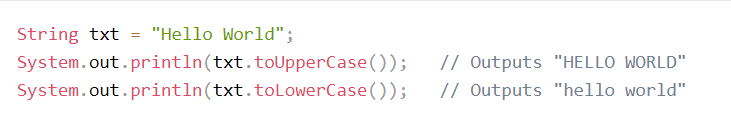 String txt = "Hello World";
System.out.println(txt.toUpperCase());   // Outputs "HELLO WORLD"
System.out.println(txt.toLowerCase());   // Outputs "hello world"